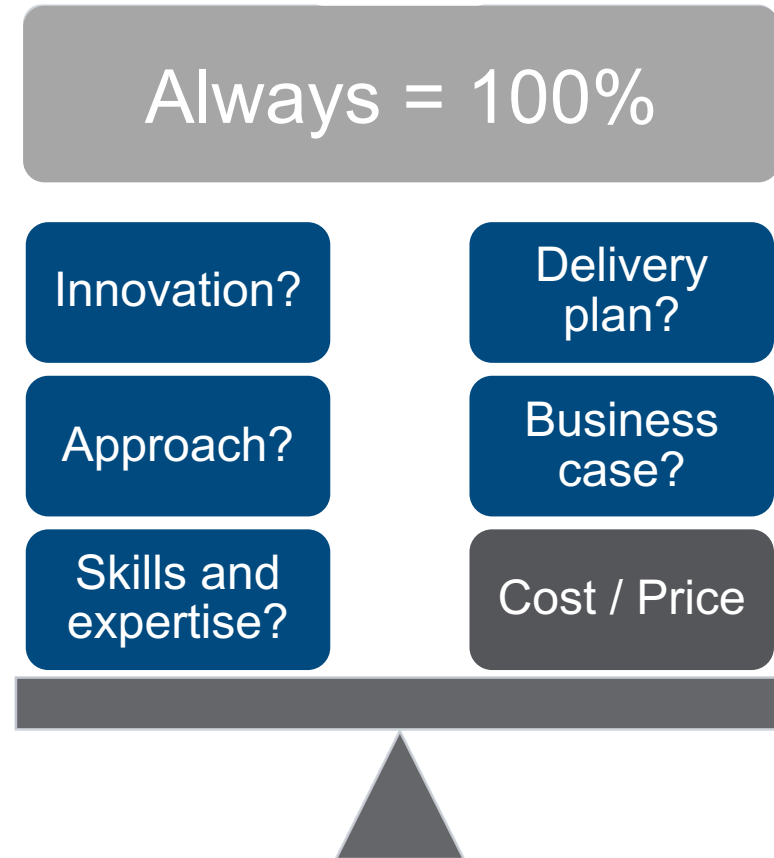 Always = 100%
Innovation?
Approach?
Skills and
expertise?
Delivery
plan?
Business
case?
Cost / Price